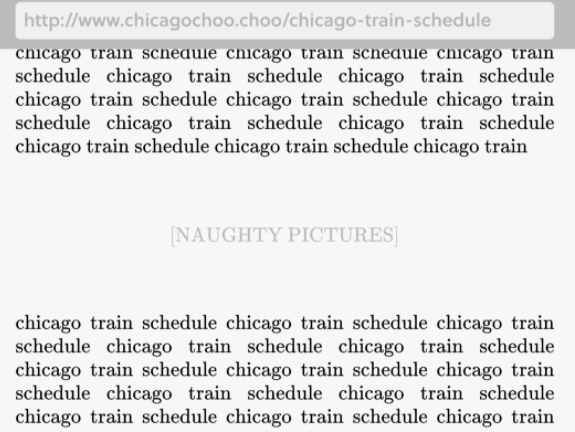 http://www.chicagochoo.choo/chicago-train-schedule
chicago train schedule chicago train schedule chicago train
schedule chicago train schedule chicago train schedule
chicago train schedule chicago train schedule chicago train
schedule chicago train schedule chicago train schedule
chicago train schedule chicago train schedule chicago train
[NAUGHTY PICTURES]
chicago train schedule chicago train schedule chicago train
schedule chicago train schedule chicago train schedule
chicago train schedule chicago train schedule chicago train
schedule chicago train schedule chicago train schedule
chicago train schedule chicago train schedule chicago train